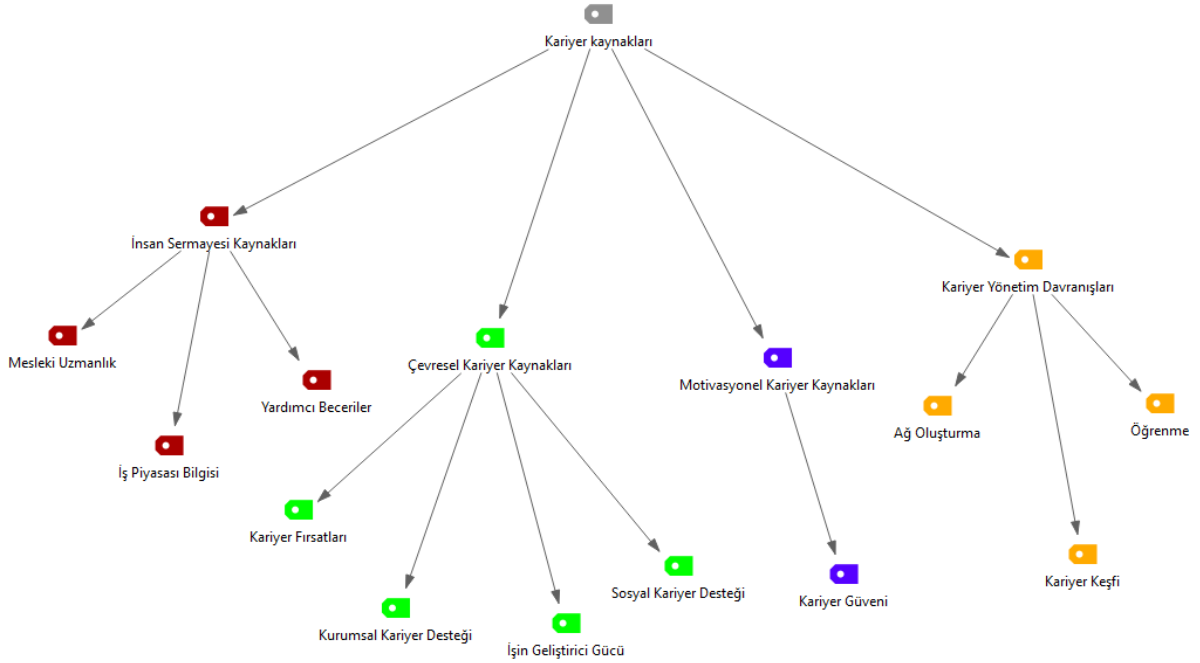 Kariyer kaynakları
İnsan Sermayesi Kaynakları
Kariyer Yönetim Davranışları
Mesleki Uzmanlık
Çevresel Kariyer Kaynakları
Motivasyonel Kariyer Kaynakları
Yardımcı Beceriler
Ağ Oluşturma
Öğrenme
İş Piyasası Bilgisi
Kariyer Fırsatları
Kariyer Keşfi
Sosyal Kariyer Desteği
Kariyer Güveni
Kurumsal Kariyer Desteği
İşin Geliştirici Gücü